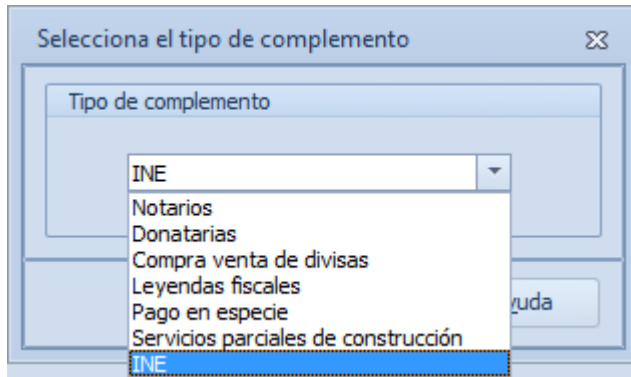 Selecciona el tipo de complemento
Tipo de complemento
INE
Notarios
Donatarias
Compra venta de divisas
Leyendas fiscales
Pago en especie
Servicios parciales de construcción
INE